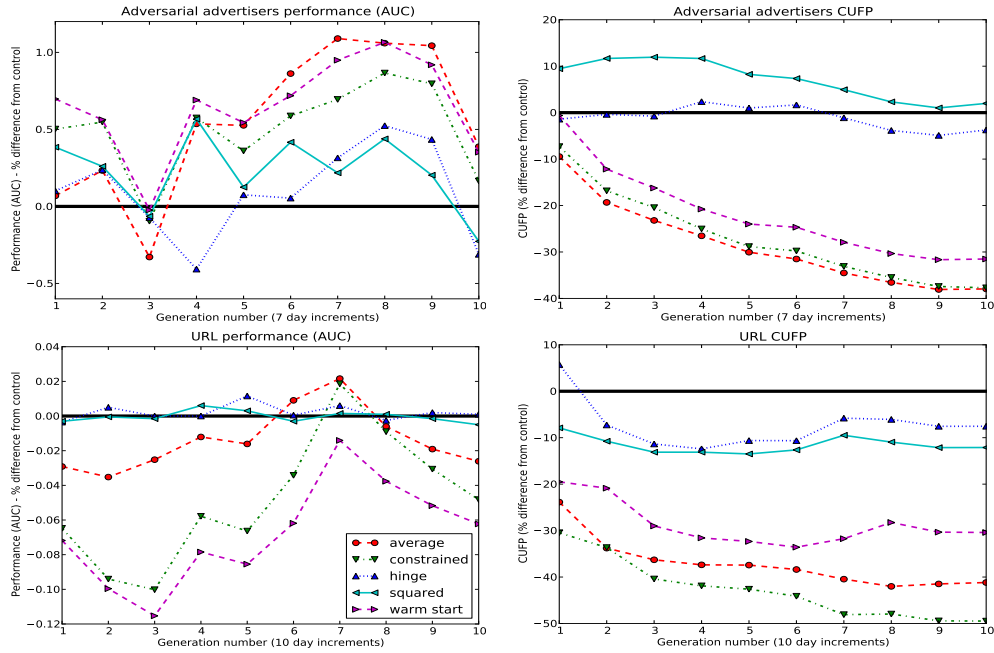 Adversarial advertisers performance (AUC)
1.0
0.5
0.0
−0.5
Performance (AUC) - % difference from control
1 2 3 4 5 6 7 8 9 10
Generation number (7 day increments)
Adversarial advertisers CUFP
20
10
0
−10
−20
−30
−40
CUFP (% difference from control)
1 2 3 4 5 6 7 8 9 10
Generation number (7 day increments)
URL performance (AUC)
0.04
0.02
0.00
−0.02
−0.04
−0.06
−0.08
−0.10
−0.12
Performance (AUC) - % difference from control
average
constrained
hinge
squared
warm start
1 2 3 4 5 6 7 8 9 10
Generation number (10 day increments)
URL CUFP
10
0
−10
−20
−30
−40
−50
CUFP (% difference from control)
1 2 3 4 5 6 7 8 9 10
Generation number (10 day increments)